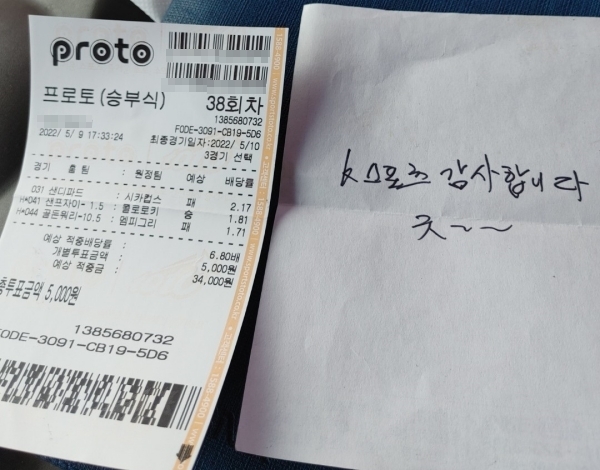 proto
프로토(승부식) 38회차
1385680732
2022/ 5/ 9 17:33:24 F0DE-3091-CB19-5D6
최종경기일자:2022/ 5/10
3경기 선택
경기 홈팀 : 원정팀 예상 배당률
031 샌디파드 : 시카컵스 패 2.17
H*041 샌프자이- 1.5 : 콜로로키 승 1.81
H*044 골든워리-10.5 : 멤피그리 패 1.71
예상 적중배당률 : 6.80배
개별투표금액 : 5,000원
예상 적중금 : 34,000원
총투표금액 5,000원
1385680732
F0DE-3091-CB19-5D6
감사합니다
굿~~